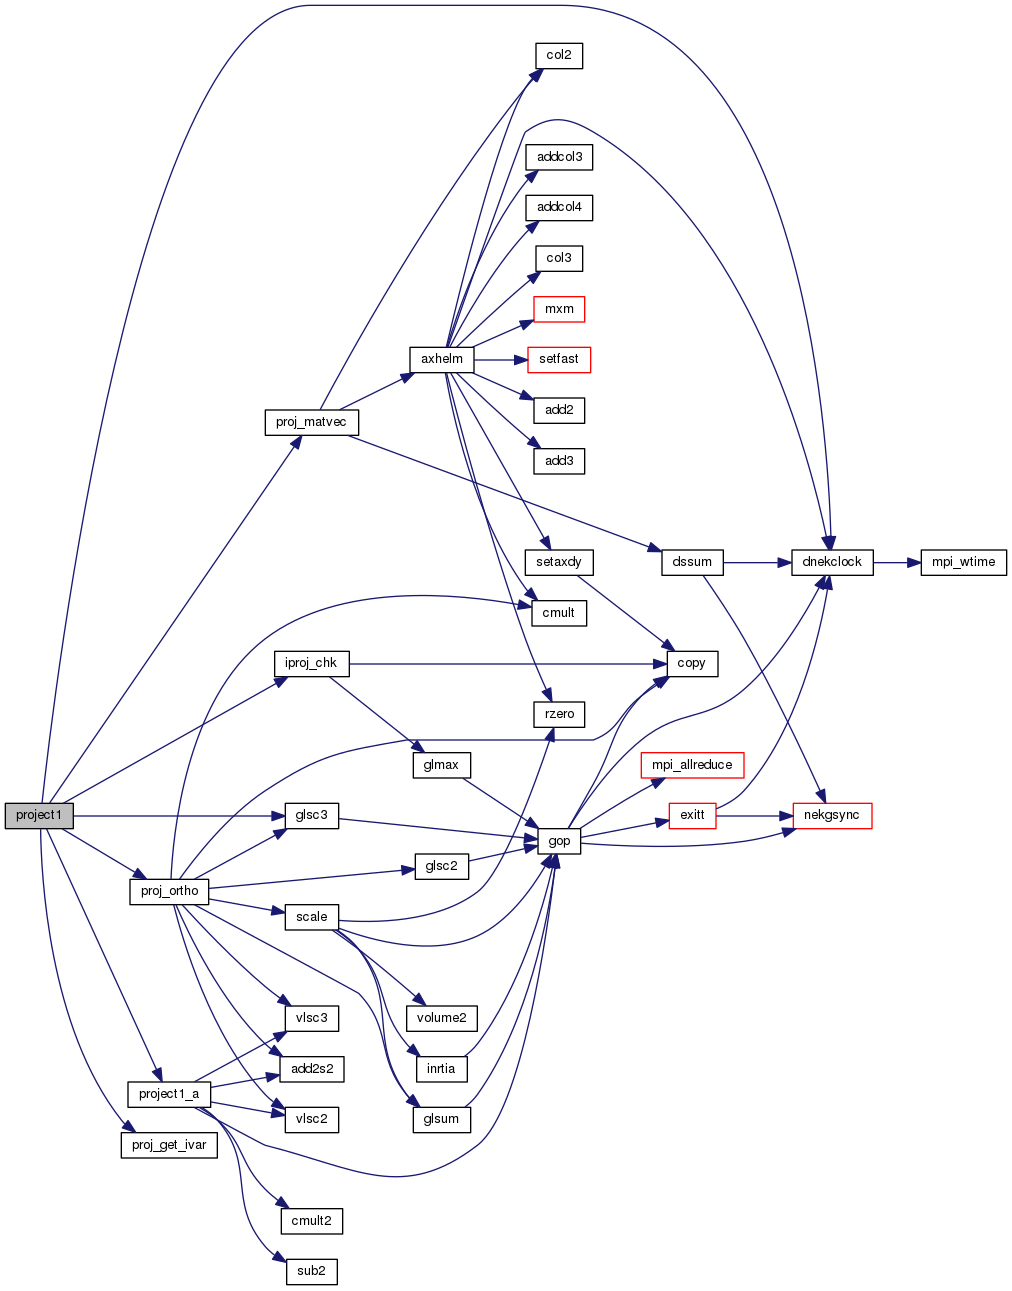 col2
addcol3
addcol4
col3
mxm
axhelm
setfast
add2
proj_matvec
add3
setaxdy
dssum
dnekclock
mpi_wtime
cmult
iproj_chk
copy
rzero
glmax
mpi_allreduce
project1
glsc3
exitt
nekgsync
gop
glsc2
proj_ortho
scale
vlsc3
volume2
add2s2
inrtia
project1_a
vlsc2
glsum
proj_get_ivar
cmult2
sub2